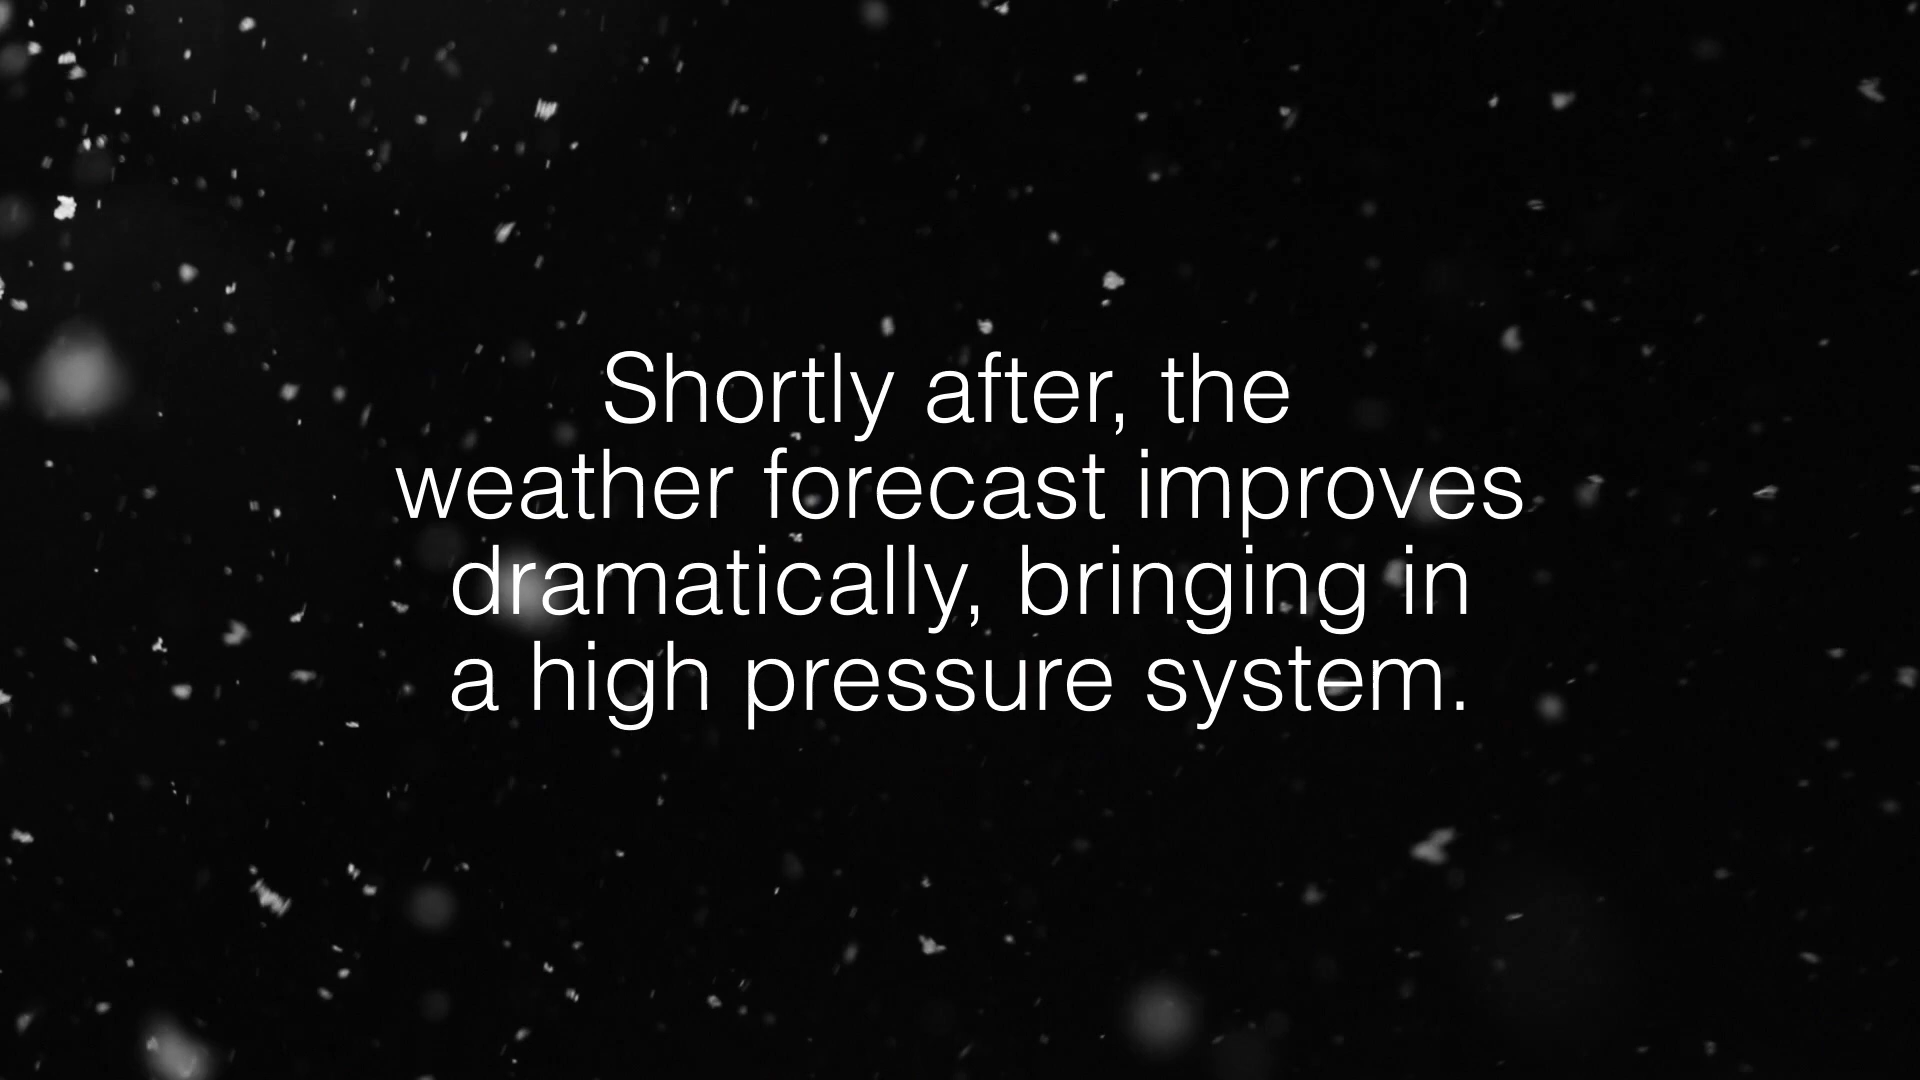 Shortly after, the
weather forecast improves
dramatically, bringing in
a high pressure system.